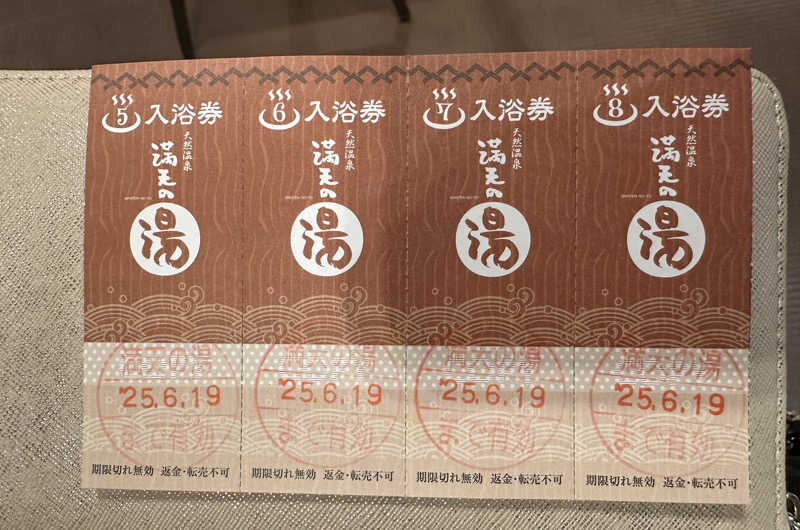 5 入浴券
天然温泉
満天の
湯
満天の湯
'25.6.19
まで有効
期限切れ無効 返金・転売不可
6 入浴券
天然温泉
満天の
湯
満天の湯
'25.6.19
まで有効
期限切れ無効 返金・転売不可
7 入浴券
天然温泉
満天の
湯
満天の湯
'25.6.19
まで有効
期限切れ無効 返金・転売不可
8 入浴券
天然温泉
満天の
湯
満天の湯
'25.6.19
まで有効
期限切れ無効 返金・転売不可